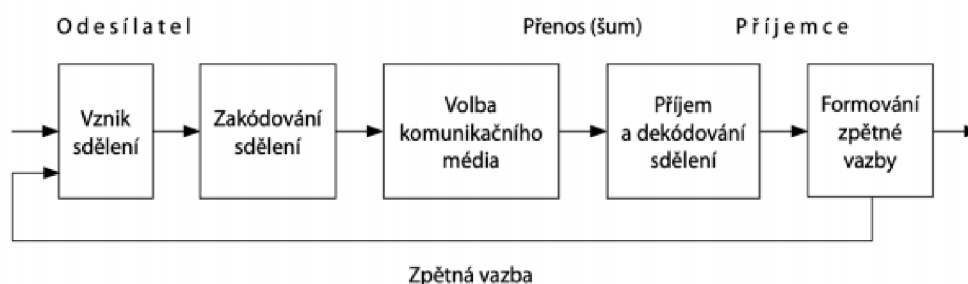 Odesílatel
Přenos (šum)
Příjemce
Vznik
sdělení
Zakódování
sdělení
Volba
komunikačního
média
Příjem
a dekódování
sdělení
Formování
zpětné
vazby
Zpětná vazba